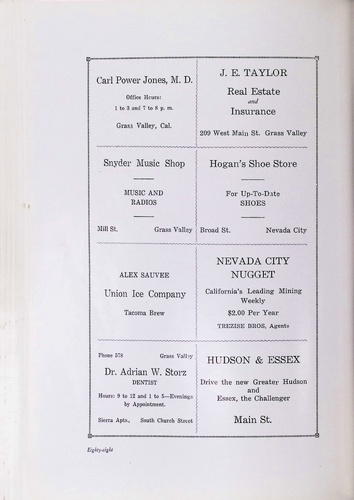 Carl Power Jones, M. D.
Office Hours:
1 to 3 and 7 to 8 p. m.
Grass Valley, Cal.
J. E. TAYLOR
Real Estate
and
Insurance
209 West Main St. Grass Valley
Snyder Music Shop
MUSIC AND
RADIOS
Mill St. Grass Valley
Hogan's Shoe Store
For Up-To-Date
SHOES
Broad St. Nevada City
ALEX SAUVEE
Union Ice Company
Tacoma Brew
NEVADA CITY
NUGGET
California's Leading Mining
Weekly
$2.00 Per Year
TREZISE BROS, Agents
Phone 578 Grass Valley
Dr. Adrian W. Storz
DENTIST
Hours: 9 to 12 and 1 to 5—Evenings
by Appointment.
Sierra Apts., South Church Street
HUDSON & ESSEX
Drive the new Greater Hudson
and
Essex, the Challenger
Main St.
Eighty-eight